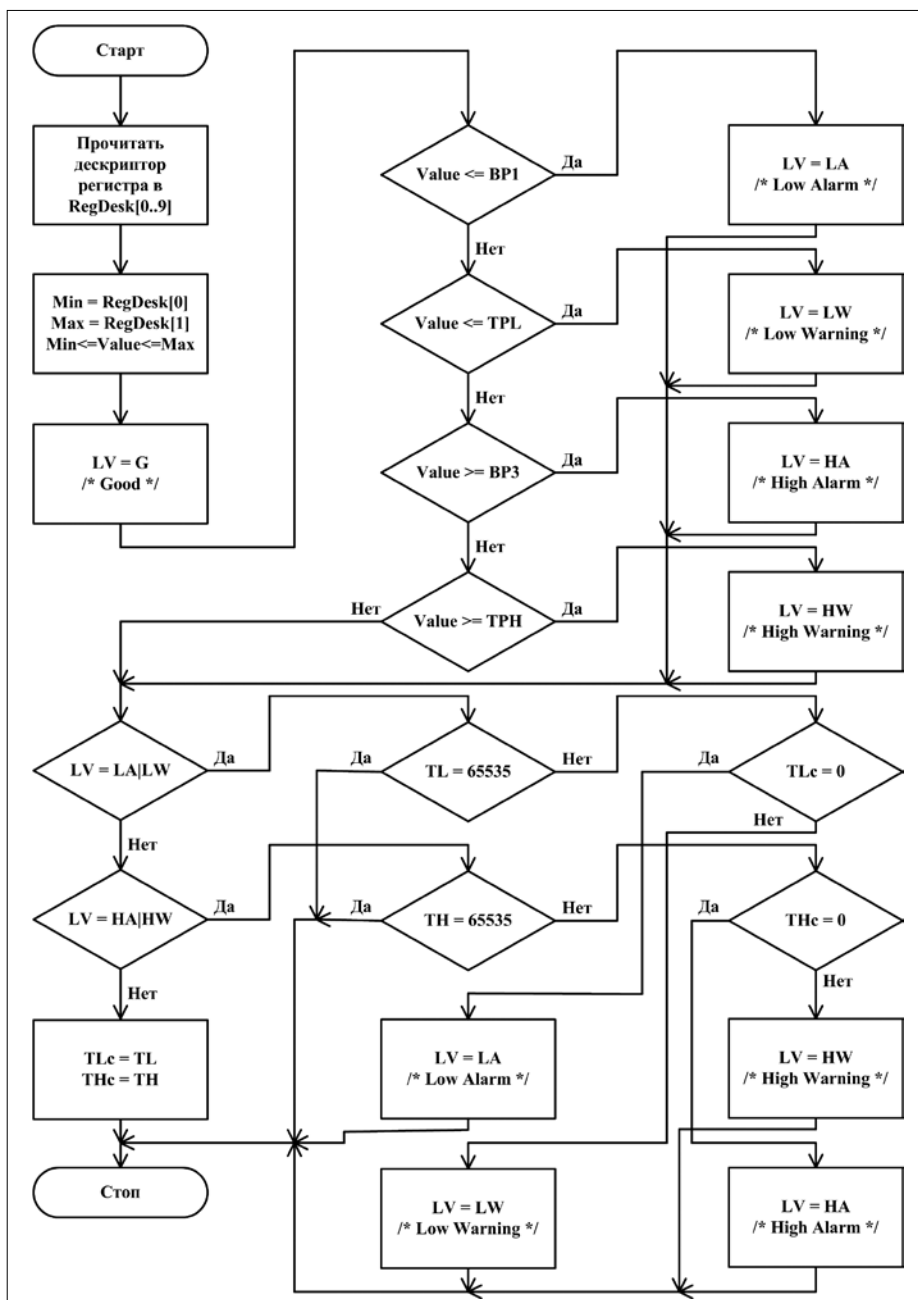 Старт
Прочитать
дескриптор
регистра в
RegDesk[0..9]
Min = RegDesk[0]
Max = RegDesk[1]
Min<=Value<=Max
LV = G
/* Good */
Value <= BP1
Да
Нет
LV = LA
/* Low Alarm */
Value <= TPL
Да
Нет
LV = LW
/* Low Warning */
Value >= BP3
Да
Нет
LV = HA
/* High Alarm */
Value >= TPH
Нет
Да
LV = HW
/* High Warning */
LV = LA|LW
Да
Нет
TL = 65535
Да
Нет
TLc = 0
Да
Нет
LV = HA|HW
Да
Нет
TH = 65535
Да
Нет
THc = 0
Да
Нет
TLc = TL
THc = TH
LV = LA
/* Low Alarm */
LV = HW
/* High Warning */
Стоп
LV = LW
/* Low Warning */
LV = HA
/* High Alarm */